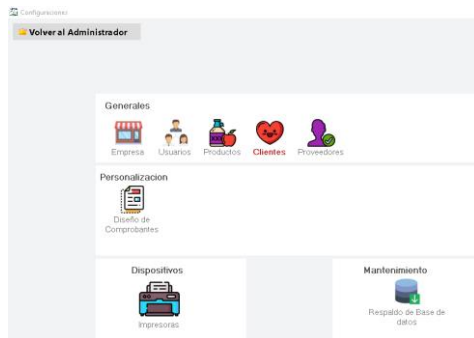 Configuraciones
Volver al Administrador
Generales
Empresa Usuarios Productos Clientes Proveedores
Personalizacion
Diseño de
Comprobantes
Dispositivos
Impresoras
Mantenimiento
Respaldo de Base de
datos